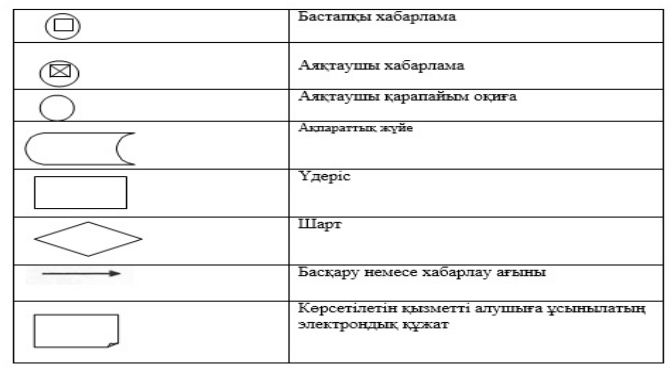 Бастапқы хабарлама
Аяқтаушы хабарлама
Аяқтаушы қарапайым оқиға
Ақпараттық жүйе
Үдеріс
Шарт
Басқару немесе хабарлау ағыны
Көрсетілетін қызметті алушыға ұсынылатың
электрондық құжат